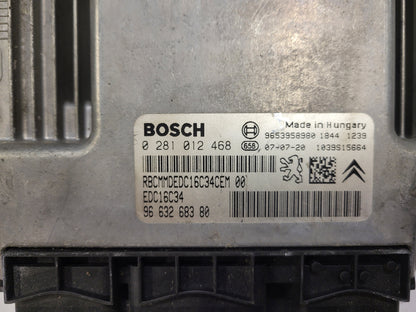 BOSCH
0 281 012 468
658
Made in Hungary
9653958980 1844 1239
07-07-20 1039S15664
RBCMMDEDC16C34CEM 00
EDC16C34
96 632 683 80